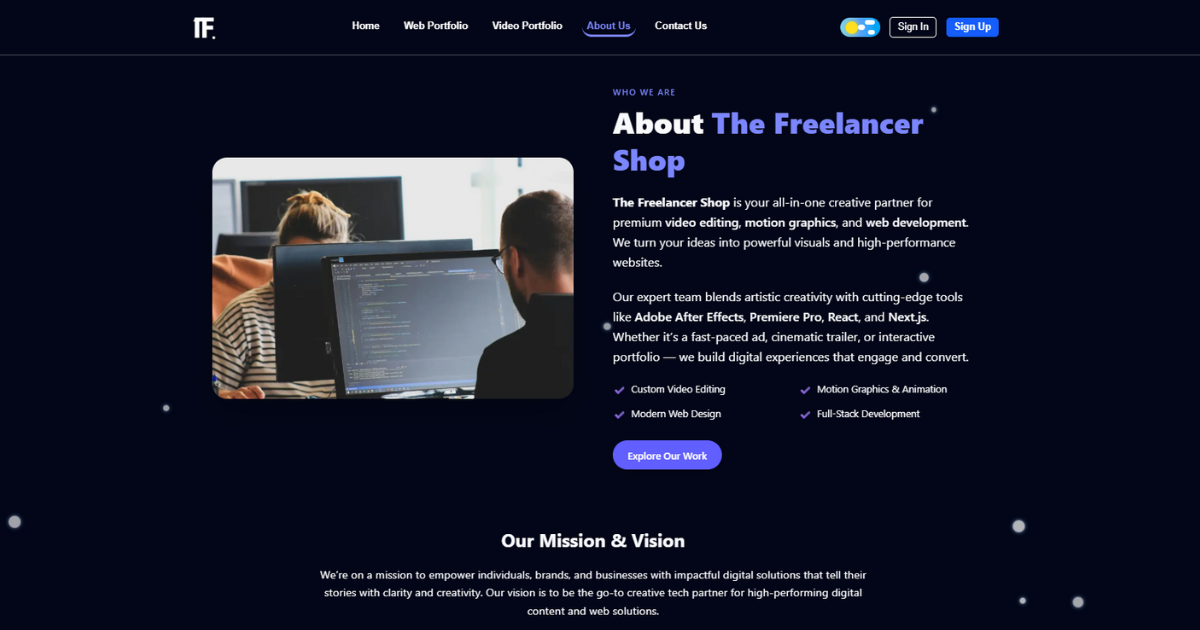 TF.
Home
Web Portfolio
Video Portfolio
About Us
Contact Us
Sign In
Sign Up
WHO WE ARE
About The Freelancer
Shop
The Freelancer Shop is your all-in-one creative partner for
premium video editing, motion graphics, and web development.
We turn your ideas into powerful visuals and high-performance
websites.
Our expert team blends artistic creativity with cutting-edge tools
like Adobe After Effects, Premiere Pro, React, and Next.js.
Whether it's a fast-paced ad, cinematic trailer, or interactive
portfolio — we build digital experiences that engage and convert.
Custom Video Editing
Motion Graphics & Animation
Modern Web Design
Full-Stack Development
Explore Our Work
Our Mission & Vision
We're on a mission to empower individuals, brands, and businesses with impactful digital solutions that tell their
stories with clarity and creativity. Our vision is to be the go-to creative tech partner for high-performing digital
content and web solutions.